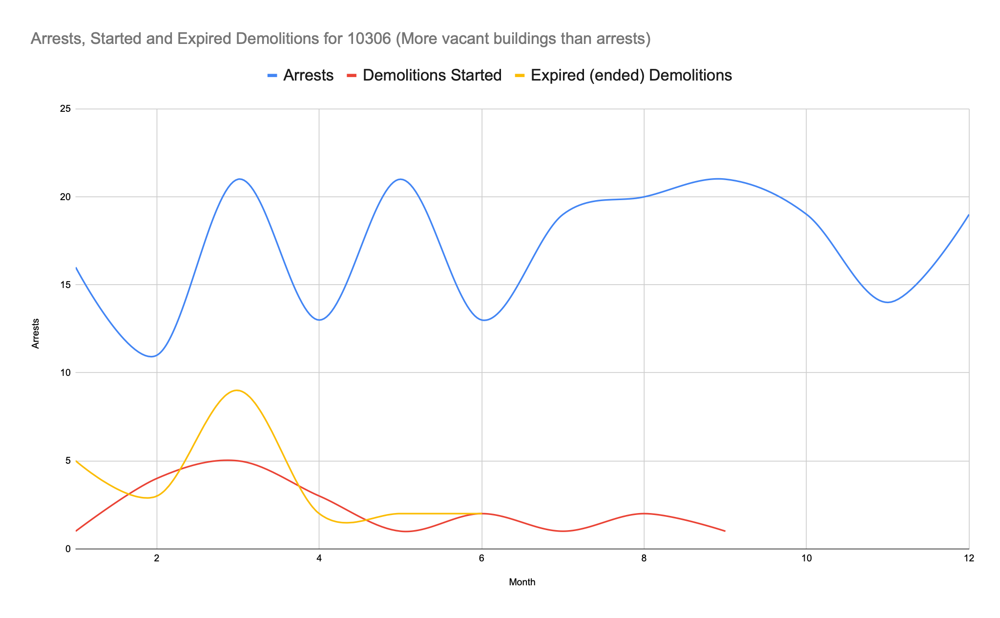 Arrests, Started and Expired Demolitions for 10306 (More vacant buildings than arrests)
Arrests Demolitions Started Expired (ended) Demolitions
25
20
15
10
5
0
Arrests
2 4 6 8 10 12
Month